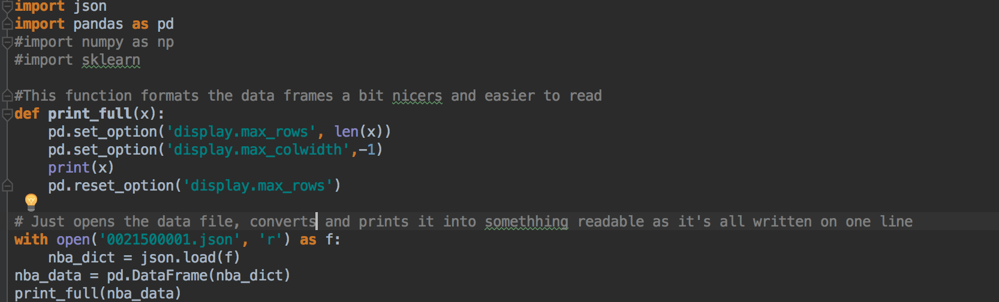 import json
import pandas as pd
#import numpy as np
#import sklearn
#This function formats the data frames a bit nicers and easier to read
def print_full(x):
    pd.set_option('display.max_rows', len(x))
    pd.set_option('display.max_colwidth',-1)
    print(x)
    pd.reset_option('display.max_rows')
# Just opens the data file, converts and prints it into somethhing readable as it's all written on one line
with open('0021500001.json', 'r') as f:
    nba_dict = json.load(f)
nba_data = pd.DataFrame(nba_dict)
print_full(nba_data)